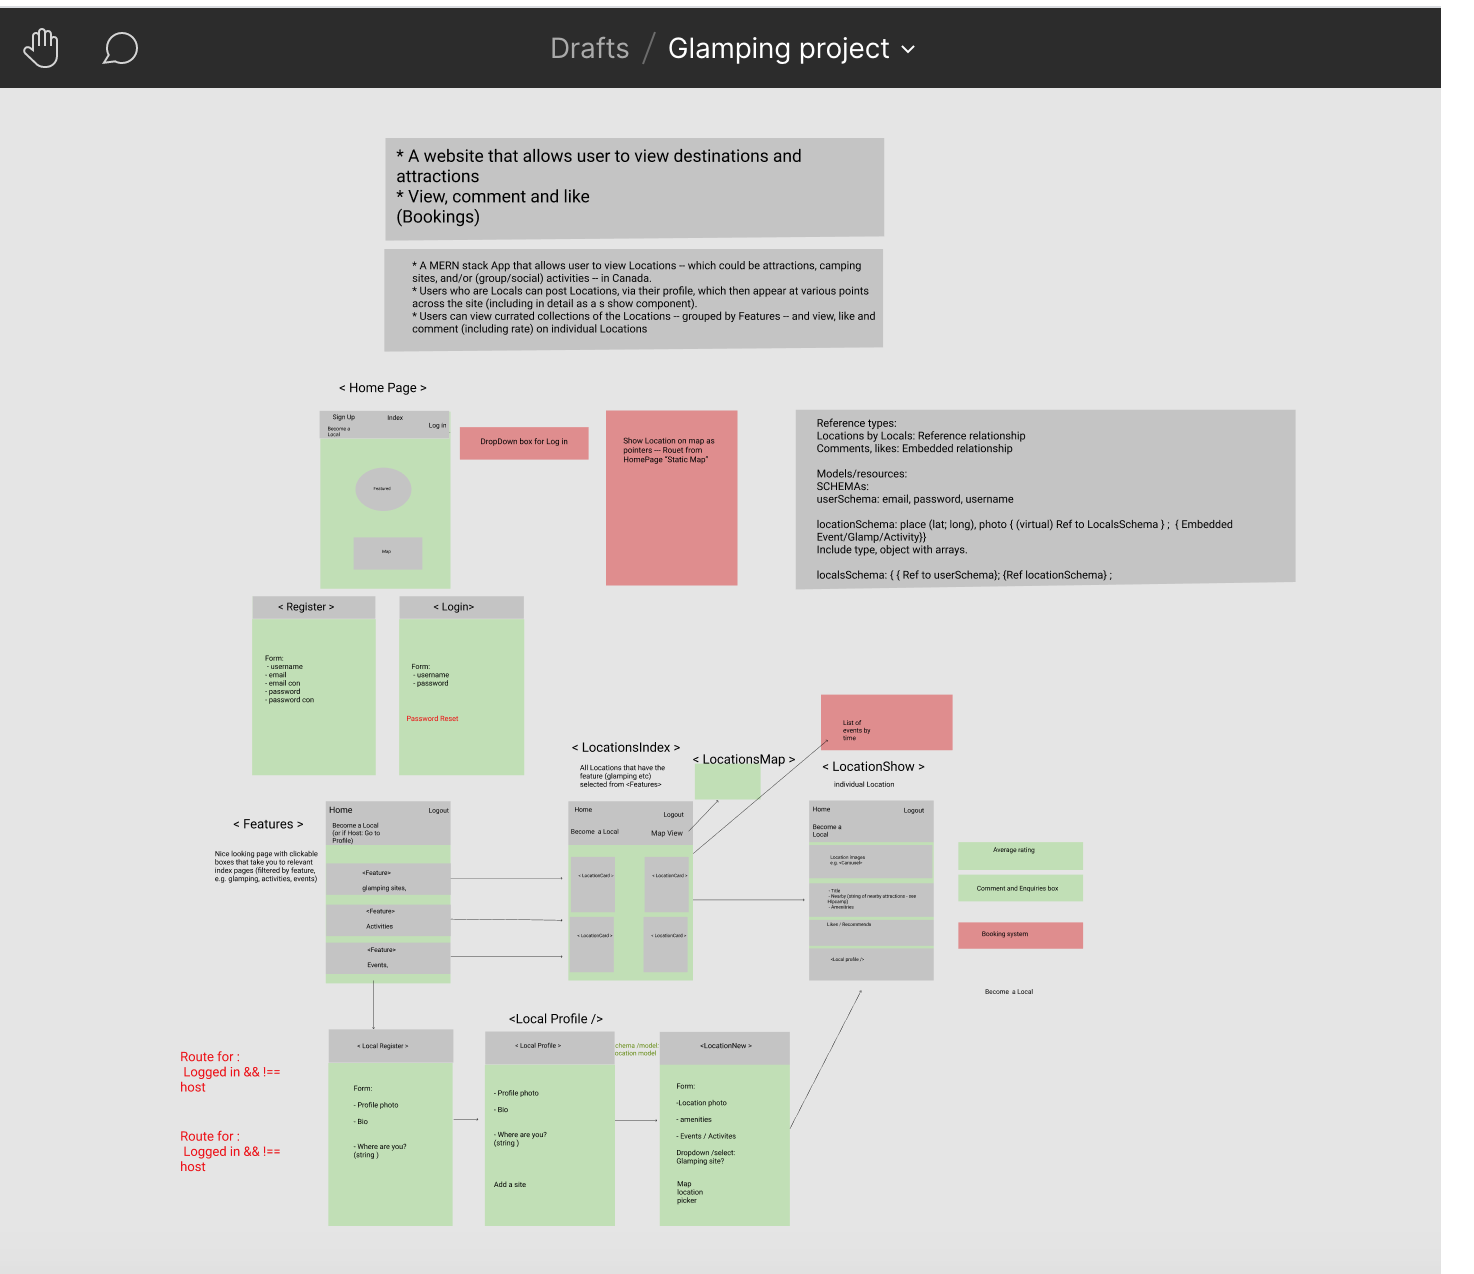 Drafts / Glamping project
* A website that allows user to view destinations and
attractions
* View, comment and like
(Bookings)
* A MERN stack App that allows user to view Locations -- which could be attractions, camping
sites, and/or (group/social) activities -- in Canada.
* Users who are Locals can post Locations, via their profile, which then appear at various points
across the site (including in detail as a s show component).
* Users can view currated collections of the Locations -- grouped by Features -- and view, like and
comment (including rate) on individual Locations
< Home Page >
Sign Up
Index
Log in
Become a
Local
Featured
Map
DropDown box for Log in
Show Location on map as
pointers --- Rouet from
HomePage "Static Map"
Reference types:
Locations by Locals: Reference relationship
Comments, likes: Embedded relationship
Models/resources:
SCHEMAs:
userSchema: email, password, username
locationSchema: place (lat; long), photo { (virtual) Ref to LocalsSchema } ; { Embedded
Event/Glamp/Activity}}
Include type, object with arrays.
localsSchema: { { Ref to userSchema}; {Ref locationSchema} ;
< Register >
Form:
- username
- email
- email con
- password
- password con
< Login>
Form:
- username
- password
Password Reset
List of
events by
time
< LocationsIndex >
All Locations that have the
feature (glamping etc)
selected from <Features>
< LocationsMap >
< LocationShow >
individual Location
< Features >
Nice looking page with clickable
boxes that take you to relevant
index pages (filtered by feature,
e.g. glamping, activities, events)
Home
Logout
Become a Local
(or if Host: Go to
Profile)
<Feature>
glamping sites,
<Feature>
Activities
<Feature>
Events,
Home
Logout
Become a Local
Map View
< LocationCard >
< LocationCard >
< LocationCard >
< LocationCard >
Home
Logout
Become a
Local
Location images
e.g. <Carousel>
- Title
- Nearby (string of nearby attractions - see
Hipcamp)
- Amneities
Likes / Recommends
<Local profile />
Average rating
Comment and Enquiries box
Booking system
Become a Local
<Local Profile />
Route for :
Logged in && !==
host
Route for :
Logged in && !==
host
< Local Register >
Form:
- Profile photo
- Bio
- Where are you?
(string )
< Local Profile >
- Profile photo
- Bio
- Where are you?
(string )
Add a site
chema /model:
ocation model
<LocationNew >
Form:
-Location photo
- amenities
- Events / Activites
Dropdown /select:
Glamping site?
Map
location
picker